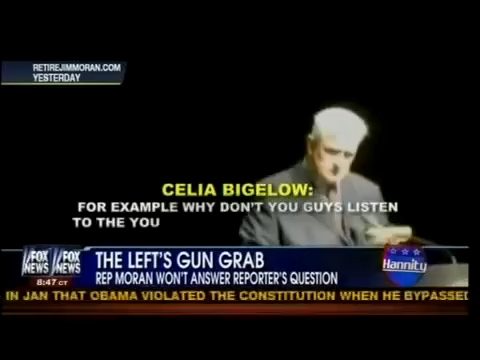 RETIREJIMMORAN.COM
YESTERDAY
CELIA BIGELOW:
FOR EXAMPLE WHY DON'T YOU GUYS LISTEN
TO THE YOU
FOX NEWS FOX NEWS
8:47 CT
THE LEFT'S GUN GRAB
REP MORAN WON'T ANSWER REPORTER'S QUESTION
Hannity
IN JAN THAT OBAMA VIOLATED THE CONSTITUTION WHEN HE BYPASSED